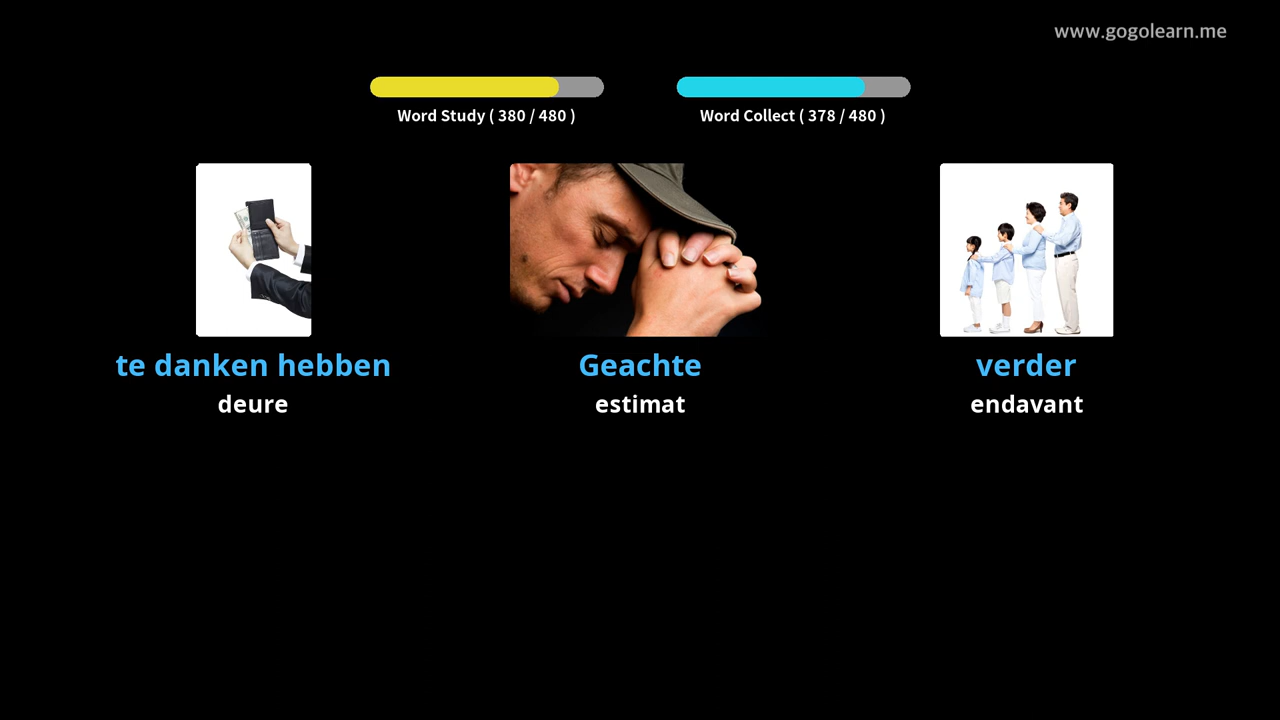 www.gogolearn.me
Word Study ( 380 / 480 )
Word Collect ( 378 / 480 )
te danken hebben
deure
Geachte
estimat
verder
endavant